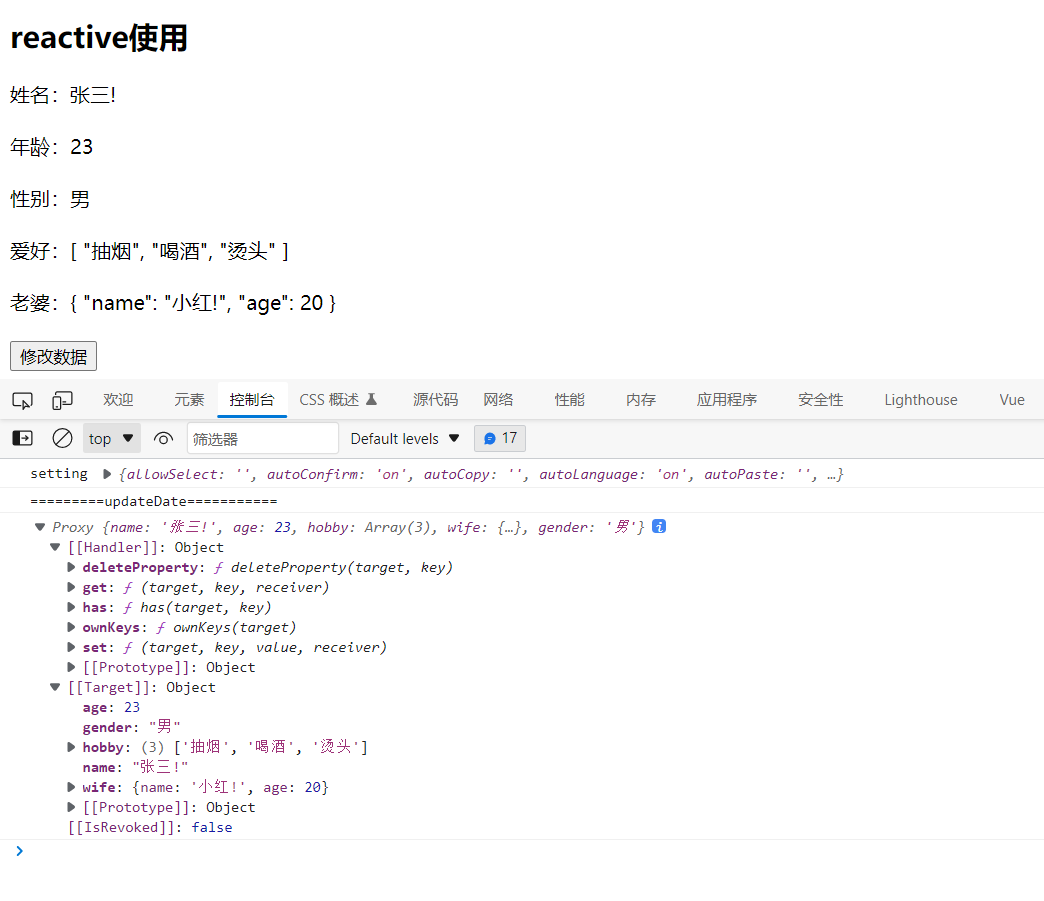 reactive使用
姓名：张三!
年龄：23
性别：男
爱好：[ "抽烟", "喝酒", "烫头" ]
老婆：{ "name": "小红!", "age": 20 }
修改数据
欢迎 元素 控制台 CSS 概述 源代码 网络 性能 内存 应用程序 安全性 Lighthouse Vue
top 筛选器 Default levels 17
setting {allowSelect: '', autoConfirm: 'on', autoCopy: '', autoLanguage: 'on', autoPaste: '', …}
=========updateDate===========
Proxy {name: '张三!', age: 23, hobby: Array(3), wife: {…}, gender: '男'}
[[Handler]]: Object
deleteProperty: ƒ deleteProperty(target, key)
get: ƒ (target, key, receiver)
has: ƒ has(target, key)
ownKeys: ƒ ownKeys(target)
set: ƒ (target, key, value, receiver)
[[Prototype]]: Object
[[Target]]: Object
age: 23
gender: "男"
hobby: (3) ['抽烟', '喝酒', '烫头']
name: "张三!"
wife: {name: '小红!', age: 20}
[[Prototype]]: Object
[[IsRevoked]]: false